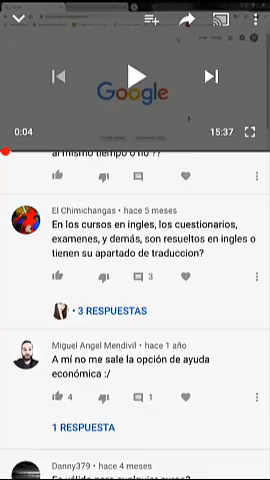 Google
0:04
15:37
al mismo tiempo o no ??
El Chimichangas • hace 5 meses
En los cursos en ingles, los cuestionarios,
examenes, y demás, son resueltos en ingles o
tienen su apartado de traduccion?
3
• 3 RESPUESTAS
Miguel Angel Mendivil • hace 1 año
A mí no me sale la opción de ayuda
económica :/
4
1
1 RESPUESTA
Danny379 • hace 4 meses